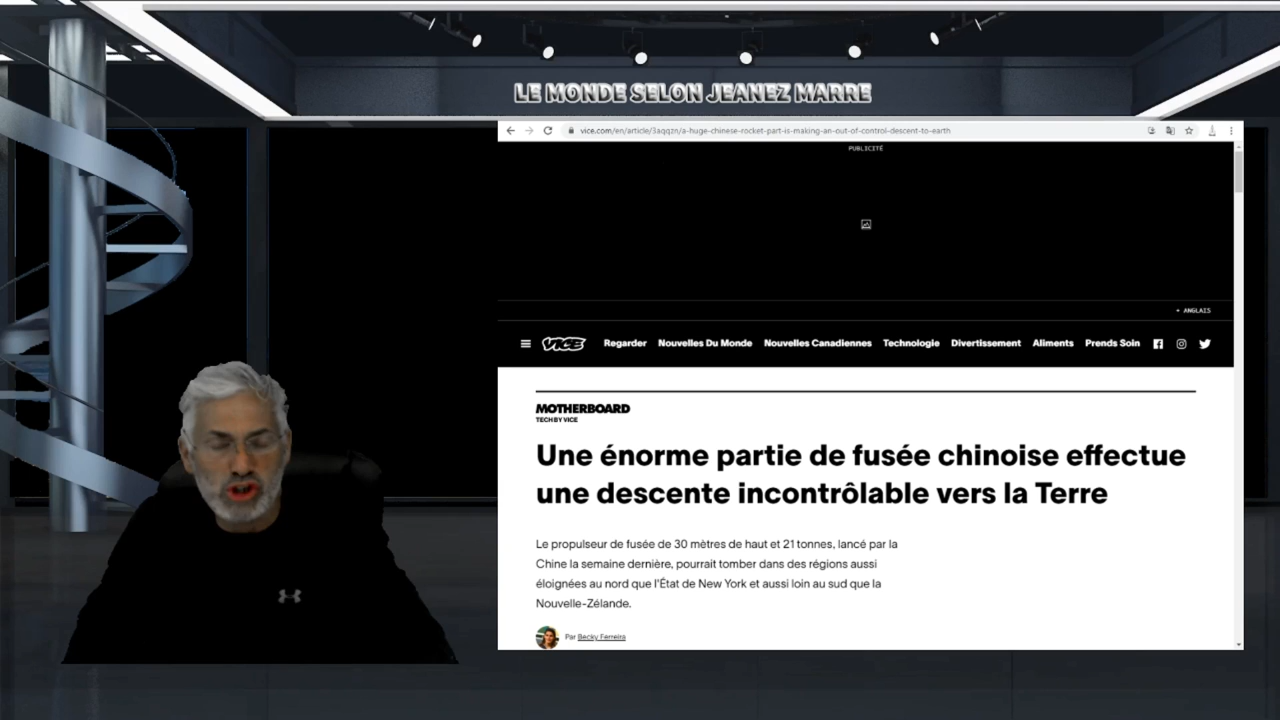 LE MONDE SELON JEANEZ MARRE
vice.com/en/article/3aqqzn/a-huge-chinese-rocket-part-is-making-an-out-of-control-descent-to-earth
PUBLICITÉ
+ ANGLAIS
VICE Regarder Nouvelles Du Monde Nouvelles Canadiennes Technologie Divertissement Aliments Prends Soin
MOTHERBOARD
TECH BY VICE
Une énorme partie de fusée chinoise effectue
une descente incontrôlable vers la Terre
Le propulseur de fusée de 30 mètres de haut et 21 tonnes, lancé par la
Chine la semaine dernière, pourrait tomber dans des régions aussi
éloignées au nord que l'État de New York et aussi loin au sud que la
Nouvelle-Zélande.
Par Becky Ferreira